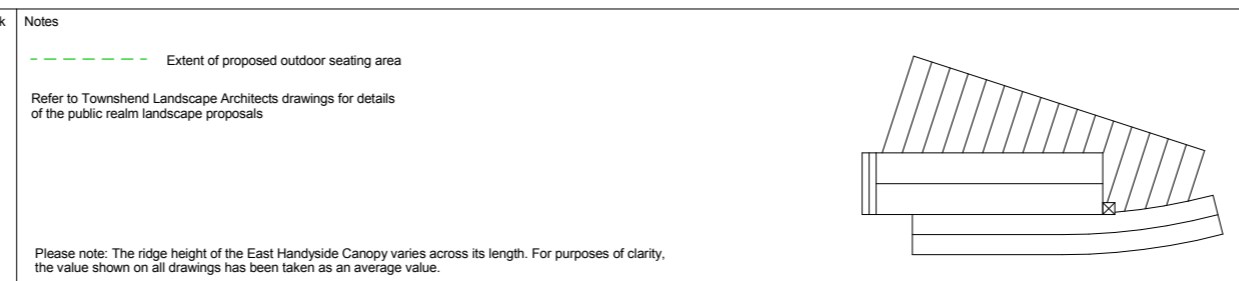 k
Notes
Extent of proposed outdoor seating area
Refer to Townshend Landscape Architects drawings for details
of the public realm landscape proposals
Please note: The ridge height of the East Handyside Canopy varies across its length. For purposes of clarity,
the value shown on all drawings has been taken as an average value.